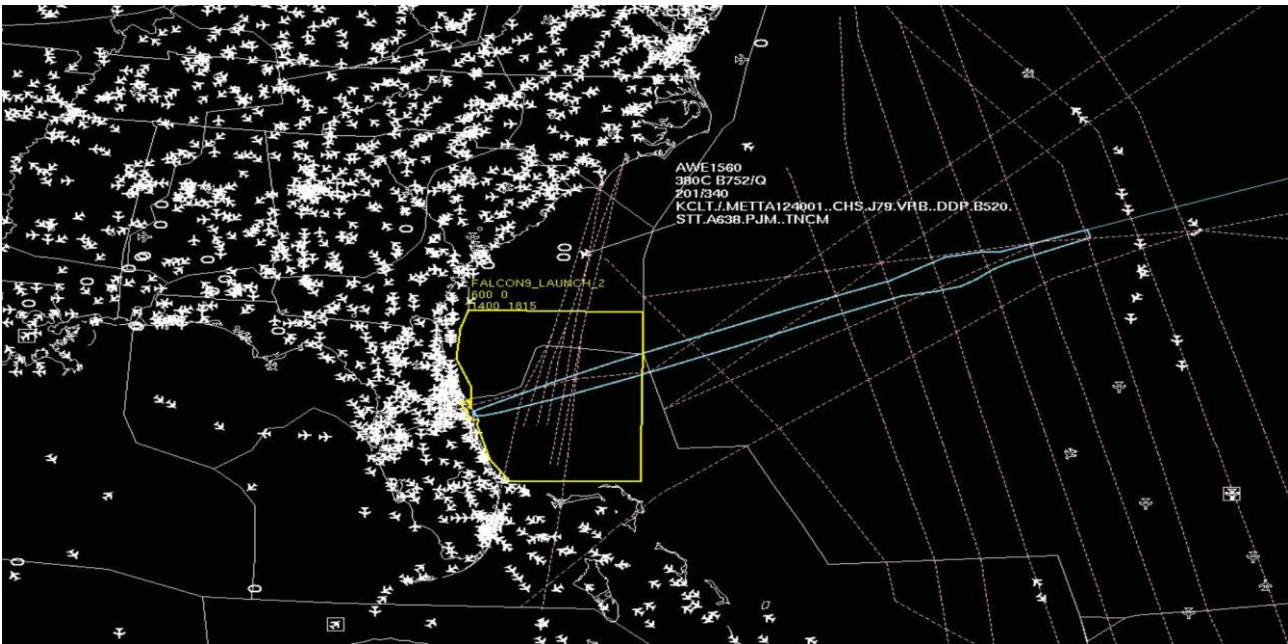 AWE1560
380C B752/Q
201/340
KCLT./.METTA124001..CHS.J79.VRB..DDP.B520.
STT.A638.PJM..TNCM
FALCON9_LAUNCH_2
600 0
1400 1815